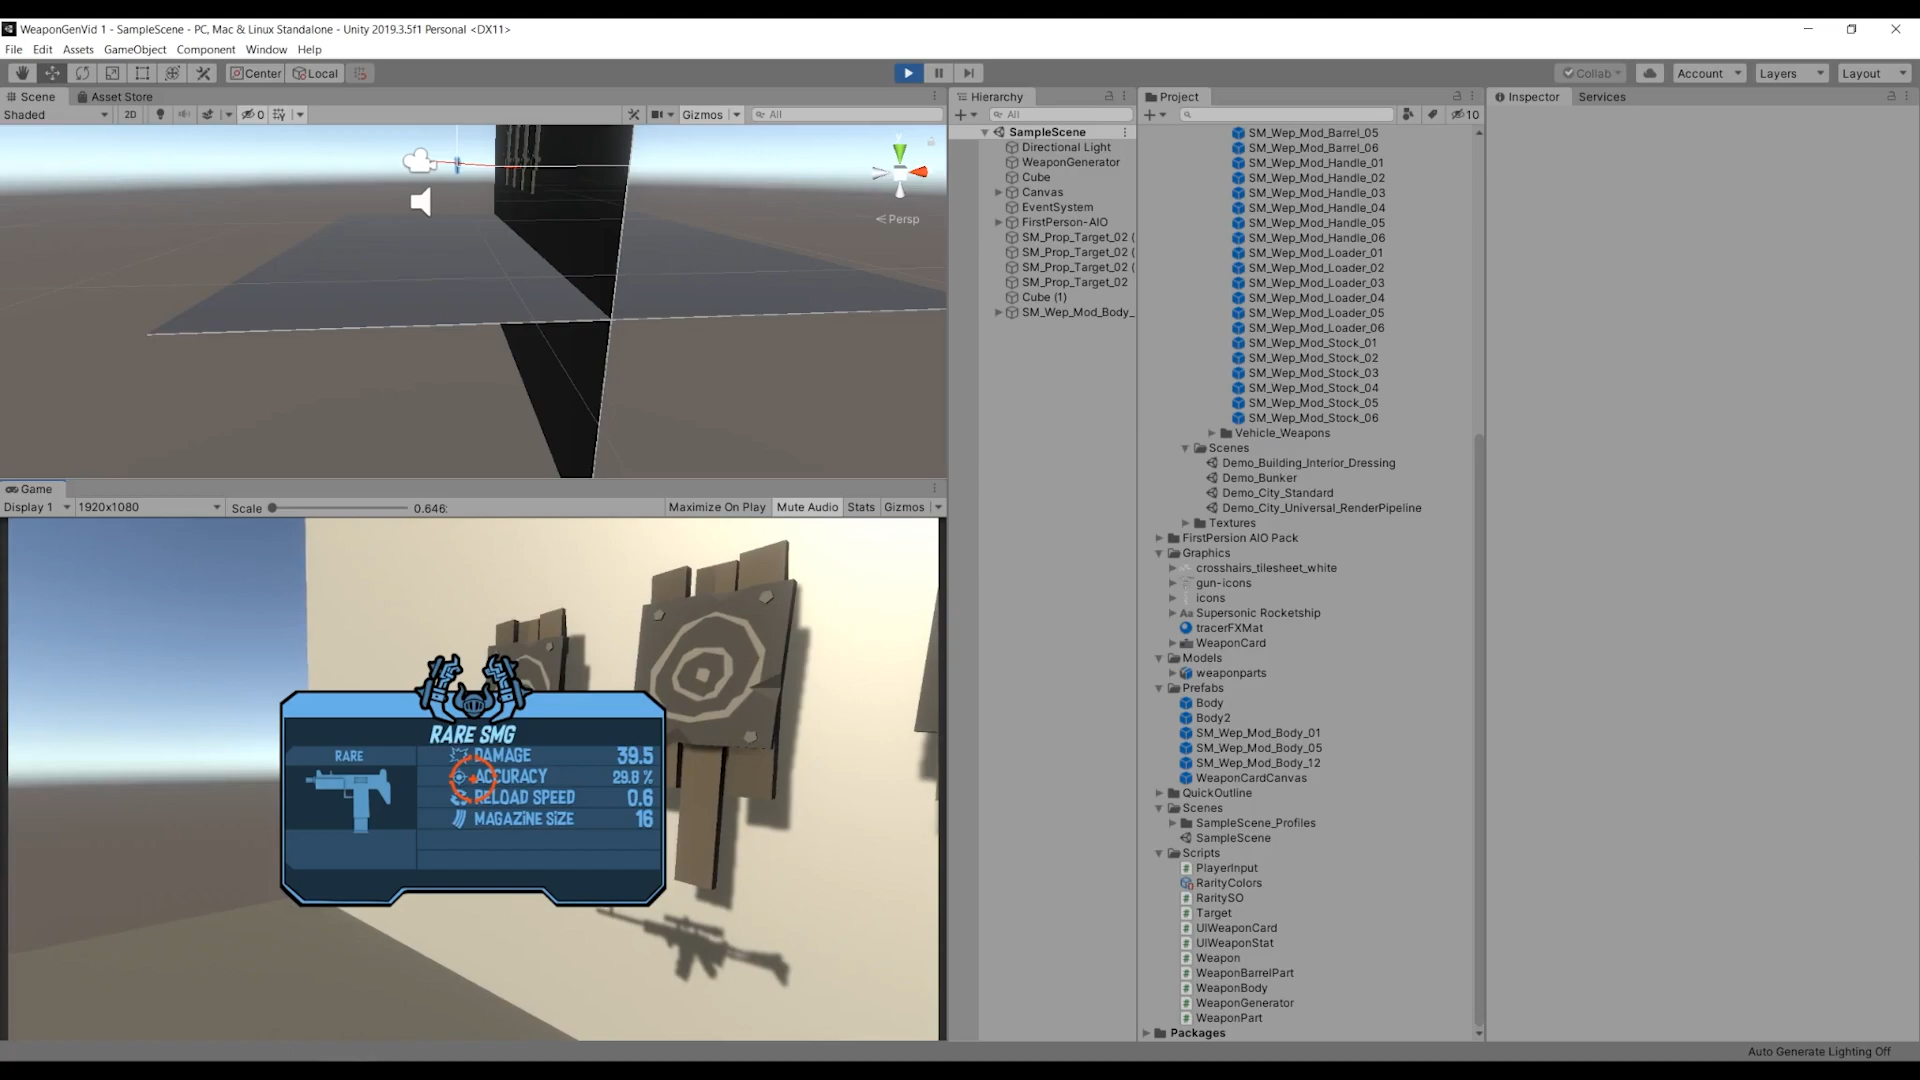 WeaponGenVid 1 - SampleScene - PC, Mac & Linux Standalone - Unity 2019.3.5f1 Personal <DX11>
File Edit Assets GameObject Component Window Help
Center Local Collab Account Layers Layout
Scene Asset Store
Shaded 2D 0 Gizmos All
Persp
Game
Display 1 1920x1080 Scale 0.646: Maximize On Play Mute Audio Stats Gizmos
RARE SMG
RARE
DAMAGE 39.5
ACCURACY 29.8 %
RELOAD SPEED 0.6
MAGAZINE SIZE 16
Hierarchy
All
SampleScene
Directional Light
WeaponGenerator
Cube
Canvas
EventSystem
FirstPerson-AIO
SM_Prop_Target_02 (
SM_Prop_Target_02 (
SM_Prop_Target_02 (
SM_Prop_Target_02
Cube (1)
SM_Wep_Mod_Body_
Project
10
SM_Wep_Mod_Barrel_05
SM_Wep_Mod_Barrel_06
SM_Wep_Mod_Handle_01
SM_Wep_Mod_Handle_02
SM_Wep_Mod_Handle_03
SM_Wep_Mod_Handle_04
SM_Wep_Mod_Handle_05
SM_Wep_Mod_Handle_06
SM_Wep_Mod_Loader_01
SM_Wep_Mod_Loader_02
SM_Wep_Mod_Loader_03
SM_Wep_Mod_Loader_04
SM_Wep_Mod_Loader_05
SM_Wep_Mod_Loader_06
SM_Wep_Mod_Stock_01
SM_Wep_Mod_Stock_02
SM_Wep_Mod_Stock_03
SM_Wep_Mod_Stock_04
SM_Wep_Mod_Stock_05
SM_Wep_Mod_Stock_06
Vehicle_Weapons
Scenes
Demo_Building_Interior_Dressing
Demo_Bunker
Demo_City_Standard
Demo_City_Universal_RenderPipeline
Textures
FirstPersion AIO Pack
Graphics
crosshairs_tilesheet_white
gun-icons
icons
Aa Supersonic Rocketship
tracerFXMat
WeaponCard
Models
weaponparts
Prefabs
Body
Body2
SM_Wep_Mod_Body_01
SM_Wep_Mod_Body_05
SM_Wep_Mod_Body_12
WeaponCardCanvas
QuickOutline
Scenes
SampleScene_Profiles
SampleScene
Scripts
PlayerInput
RarityColors
RaritySO
Target
UIWeaponCard
UIWeaponStat
Weapon
WeaponBarrelPart
WeaponBody
WeaponGenerator
WeaponPart
Packages
Inspector Services
Auto Generate Lighting Off